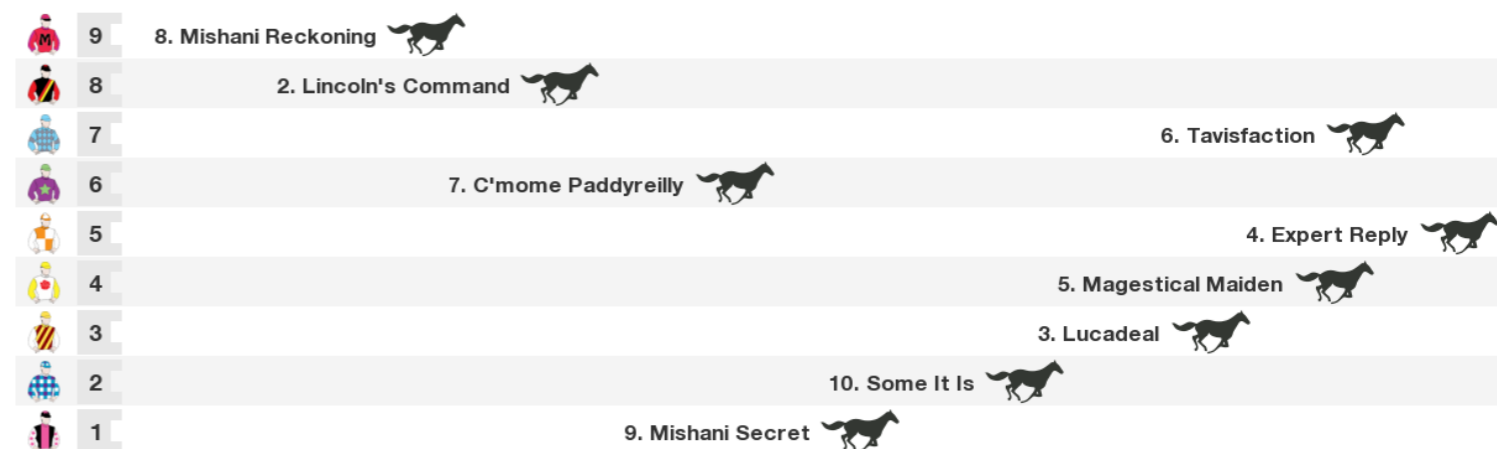 9 8. Mishani Reckoning
8 2. Lincoln's Command
7 6. Tavisfaction
6 7. C'mome Paddyreilly
5 4. Expert Reply
4 5. Magestical Maiden
3 3. Lucadeal
2 10. Some It Is
1 9. Mishani Secret